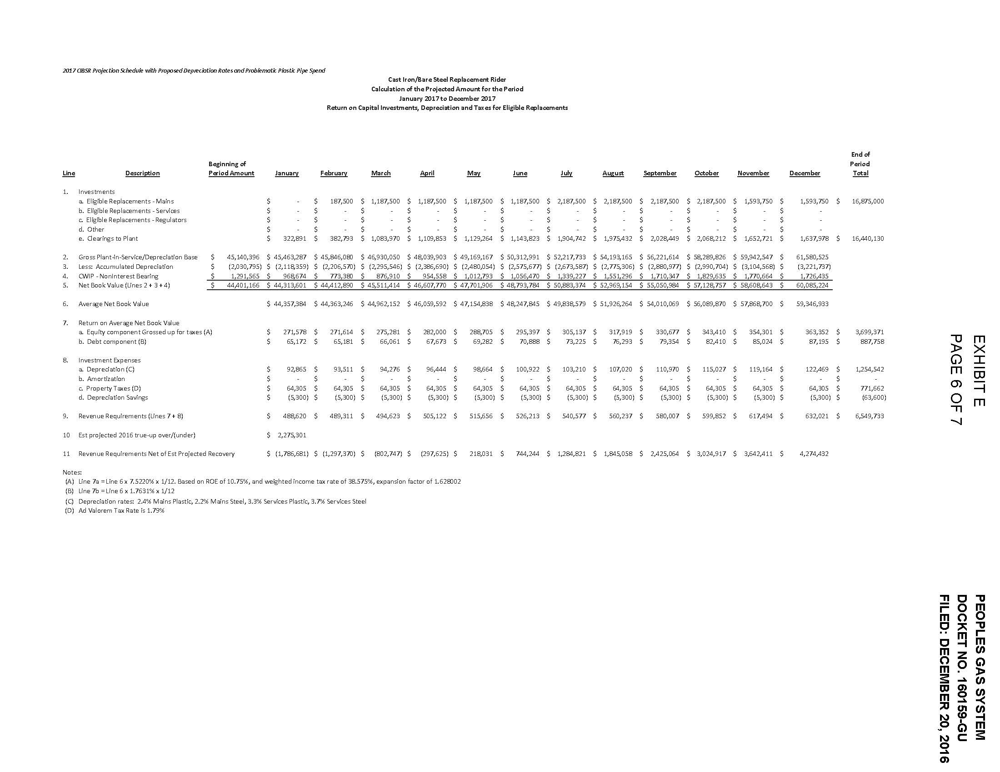 2017 CIBSR Projection Schedule with Proposed Depreciation Rates and Problematic Plastic Pipe Spend
Cast Iron/Bare Steel Replacement Rider
Calculation of the Projected Amount for the Period
January 2017 to December 2017
Return on Capital Investments, Depreciation and Taxes for Eligible Replacements
End of
Beginning of Period
Line Description Period Amount January February March April May June July August September October November December Total
1. Investments
a. Eligible Replacements - Mains $ - $ 187,500 $ 1,187,500 $ 1,187,500 $ 1,187,500 $ 1,187,500 $ 2,187,500 $ 2,187,500 $ 2,187,500 $ 2,187,500 $ 1,593,750 $ 1,593,750 $ 16,875,000
b. Eligible Replacements - Services $ - $ - $ - $ - $ - $ - $ - $ - $ - $ - $ - $ -
c. Eligible Replacements - Regulators $ - $ - $ - $ - $ - $ - $ - $ - $ - $ - $ - $ -
d. Other $ - $ - $ - $ - $ - $ - $ - $ - $ - $ - $ - $ -
e. Clearings to Plant $ 322,891 $ 382,793 $ 1,083,970 $ 1,109,853 $ 1,129,264 $ 1,143,823 $ 1,904,742 $ 1,975,432 $ 2,028,449 $ 2,068,212 $ 1,652,721 $ 1,637,978 $ 16,440,130
2. Gross Plant-in-Service/Depreciation Base $ 45,140,396 $ 45,463,287 $ 45,846,080 $ 46,930,050 $ 48,039,903 $ 49,169,167 $ 50,312,991 $ 52,217,733 $ 54,193,165 $ 56,221,614 $ 58,289,826 $ 59,942,547 $ 61,580,525
3. Less: Accumulated Depreciation $ (2,030,795) $ (2,118,359) $ (2,206,570) $ (2,295,546) $ (2,386,690) $ (2,480,054) $ (2,575,677) $ (2,673,587) $ (2,775,306) $ (2,880,977) $ (2,990,704) $ (3,104,568) $ (3,221,737)
4. CWIP - NonInterest Bearing $ 1,291,565 $ 968,674 $ 773,380 $ 876,910 $ 954,558 $ 1,012,793 $ 1,056,470 $ 1,339,227 $ 1,551,296 $ 1,710,347 $ 1,829,635 $ 1,770,664 $ 1,726,435
5. Net Book Value (Lines 2 + 3 + 4) $ 44,401,166 $ 44,313,601 $ 44,412,890 $ 45,511,414 $ 46,607,770 $ 47,701,906 $ 48,793,784 $ 50,883,374 $ 52,969,154 $ 55,050,984 $ 57,128,757 $ 58,608,643 $ 60,085,224
6. Average Net Book Value $ 44,357,384 $ 44,363,246 $ 44,962,152 $ 46,059,592 $ 47,154,838 $ 48,247,845 $ 49,838,579 $ 51,926,264 $ 54,010,069 $ 56,089,870 $ 57,868,700 $ 59,346,933
7. Return on Average Net Book Value
a. Equity component Grossed up for taxes (A) $ 271,578 $ 271,614 $ 275,281 $ 282,000 $ 288,705 $ 295,397 $ 305,137 $ 317,919 $ 330,677 $ 343,410 $ 354,301 $ 363,352 $ 3,699,371
b. Debt component (B) $ 65,172 $ 65,181 $ 66,061 $ 67,673 $ 69,282 $ 70,888 $ 73,225 $ 76,293 $ 79,354 $ 82,410 $ 85,024 $ 87,195 $ 887,758
8. Investment Expenses
a. Depreciation (C) $ 92,865 $ 93,511 $ 94,276 $ 96,444 $ 98,664 $ 100,922 $ 103,210 $ 107,020 $ 110,970 $ 115,027 $ 119,164 $ 122,469 $ 1,254,542
b. Amortization $ - $ - $ - $ - $ - $ - $ - $ - $ - $ - $ - $ - $ -
c. Property Taxes (D) $ 64,305 $ 64,305 $ 64,305 $ 64,305 $ 64,305 $ 64,305 $ 64,305 $ 64,305 $ 64,305 $ 64,305 $ 64,305 $ 64,305 $ 771,662
d. Depreciation Savings $ (5,300) $ (5,300) $ (5,300) $ (5,300) $ (5,300) $ (5,300) $ (5,300) $ (5,300) $ (5,300) $ (5,300) $ (5,300) $ (5,300) $ (63,600)
9. Revenue Requirements (Lines 7 + 8) $ 488,620 $ 489,311 $ 494,623 $ 505,122 $ 515,656 $ 526,213 $ 540,577 $ 560,237 $ 580,007 $ 599,852 $ 617,494 $ 632,021 $ 6,549,733
10 Est projected 2016 true-up over/(under) $ 2,275,301
11 Revenue Requirements Net of Est Projected Recovery $ (1,786,681) $ (1,297,370) $ (802,747) $ (297,625) $ 218,031 $ 744,244 $ 1,284,821 $ 1,845,058 $ 2,425,064 $ 3,024,917 $ 3,642,411 $ 4,274,432
Notes:
(A) Line 7a = Line 6 x 7.5220% x 1/12. Based on ROE of 10.75%, and weighted income tax rate of 38.575%, expansion factor of 1.628002
(B) Line 7b = Line 6 x 1.7631% x 1/12
(C) Depreciation rates: 2.4% Mains Plastic, 2.2% Mains Steel, 3.3% Services Plastic, 3.7% Services Steel
(D) Ad Valorem Tax Rate is 1.79%
EXHIBIT E
PAGE 6 OF 7
PEOPLES GAS SYSTEM
DOCKET NO. 160159-GU
FILED: DECEMBER 20, 2016